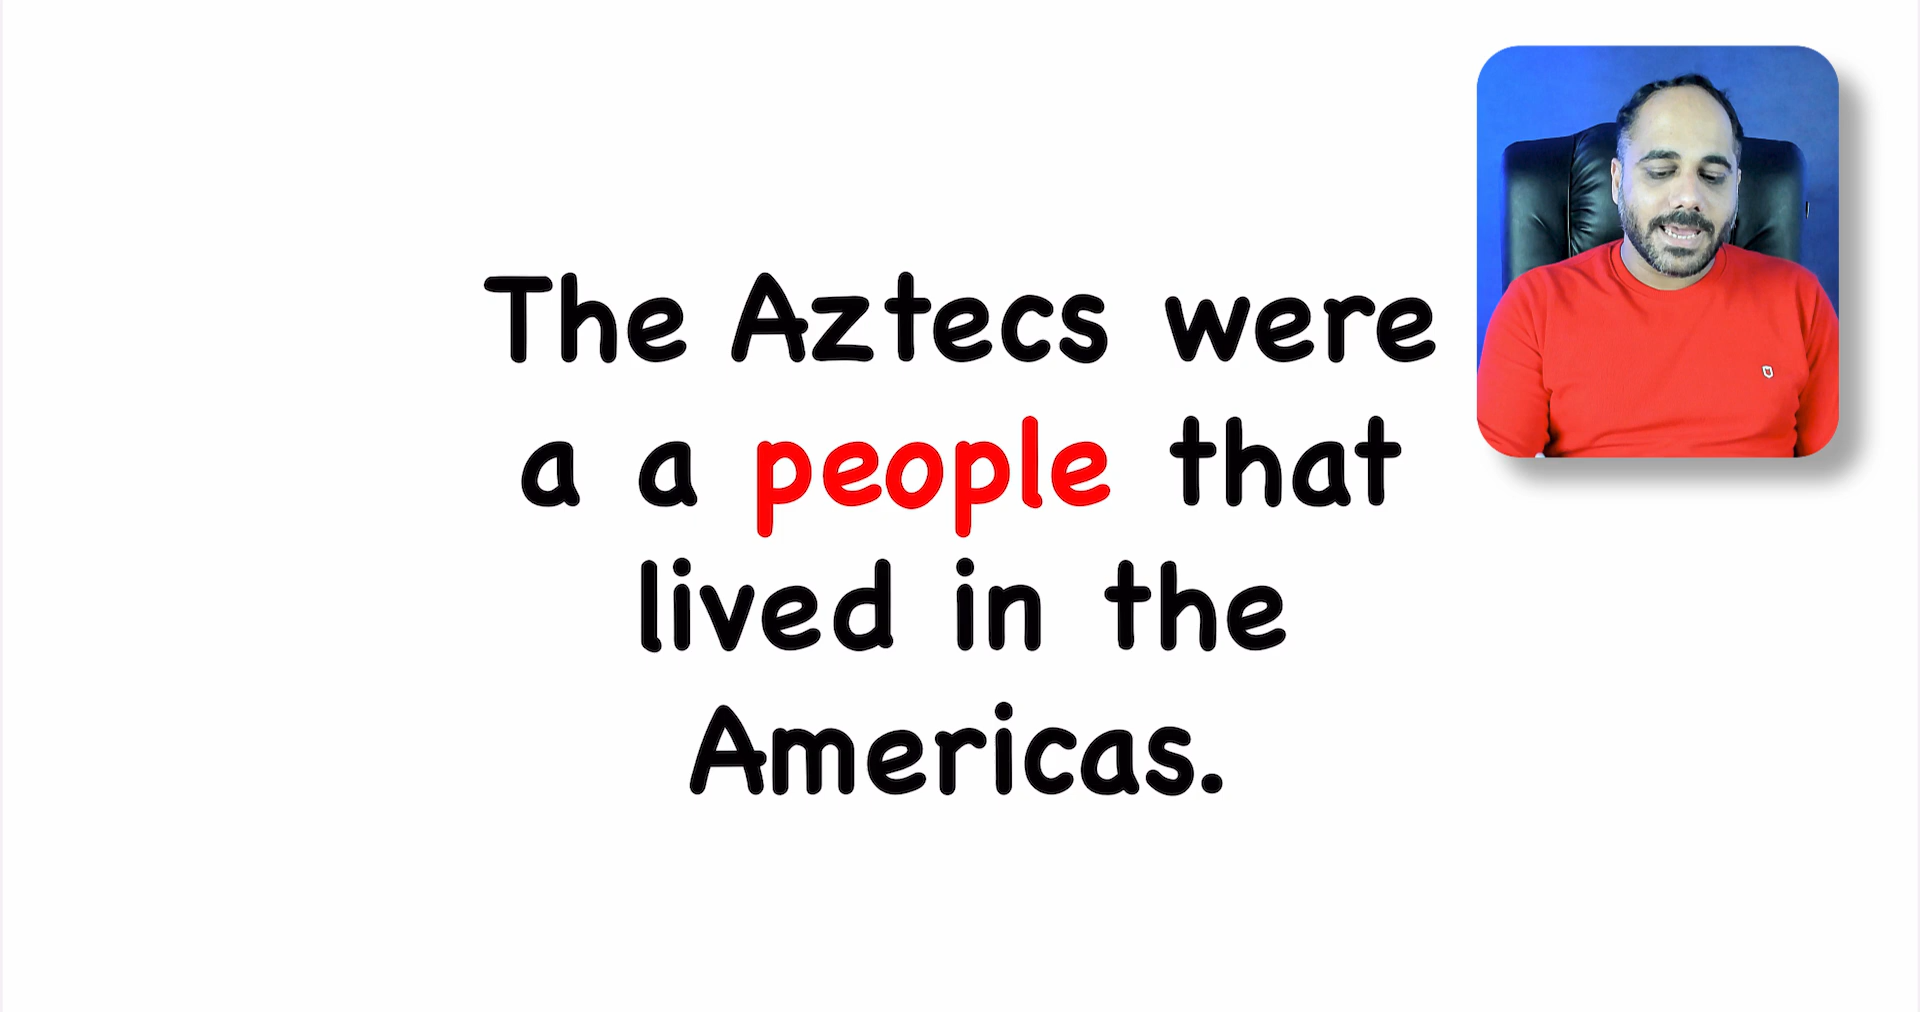 The Aztecs were
a a people that
lived in the
Americas.